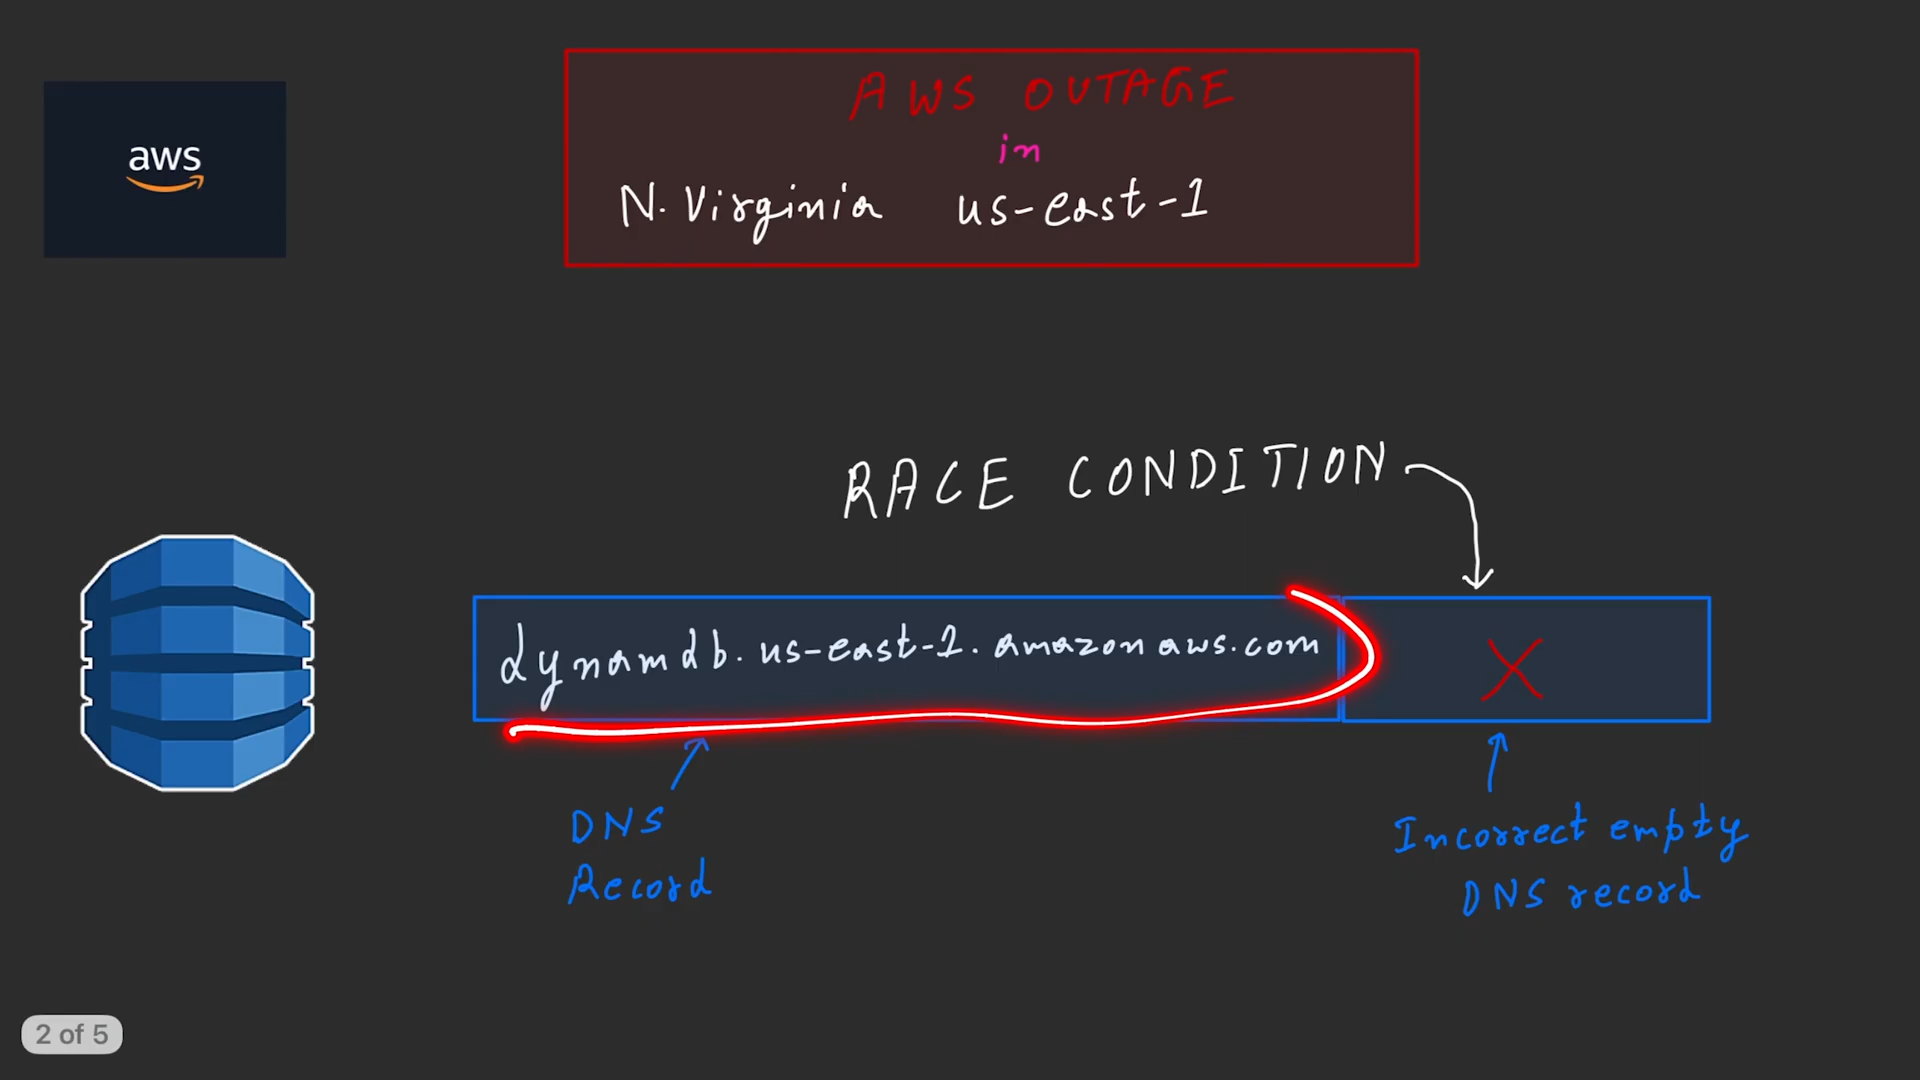 aws
AWS OUTAGE
in
N. Virginia us-east-1
RACE CONDITION
dynamdb.us-east-1.amazonaws.com
X
DNS
Record
Incorrect empty
DNS record
2 of 5